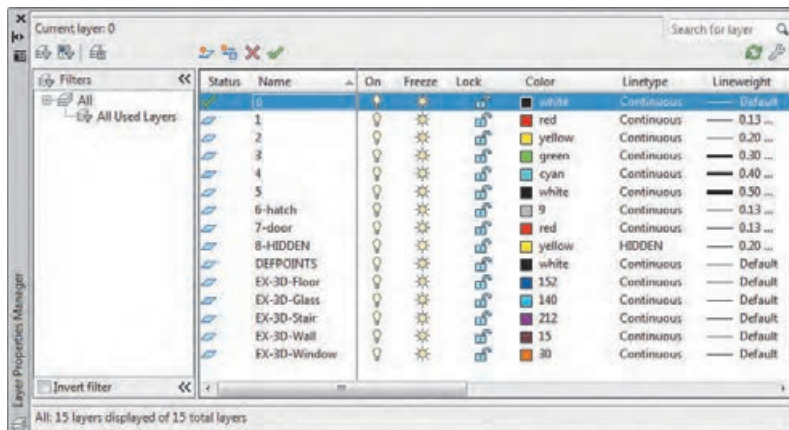 Current layer: 0
Search for layer
Filters
All
All Used Layers
Invert filter
Status Name On Freeze Lock Color Linetype Lineweight
0 white Continuous Default
1 red Continuous 0.13 ...
2 yellow Continuous 0.20 ...
3 green Continuous 0.30 ...
4 cyan Continuous 0.40 ...
5 white Continuous 0.50 ...
6-hatch 9 Continuous 0.13 ...
7-door red Continuous 0.13 ...
8-HIDDEN yellow HIDDEN 0.20 ...
DEFPOINTS white Continuous Default
EX-3D-Floor 152 Continuous Default
EX-3D-Glass 140 Continuous Default
EX-3D-Stair 212 Continuous Default
EX-3D-Wall 15 Continuous Default
EX-3D-Window 30 Continuous Default
Layer Properties Manager
All: 15 layers displayed of 15 total layers